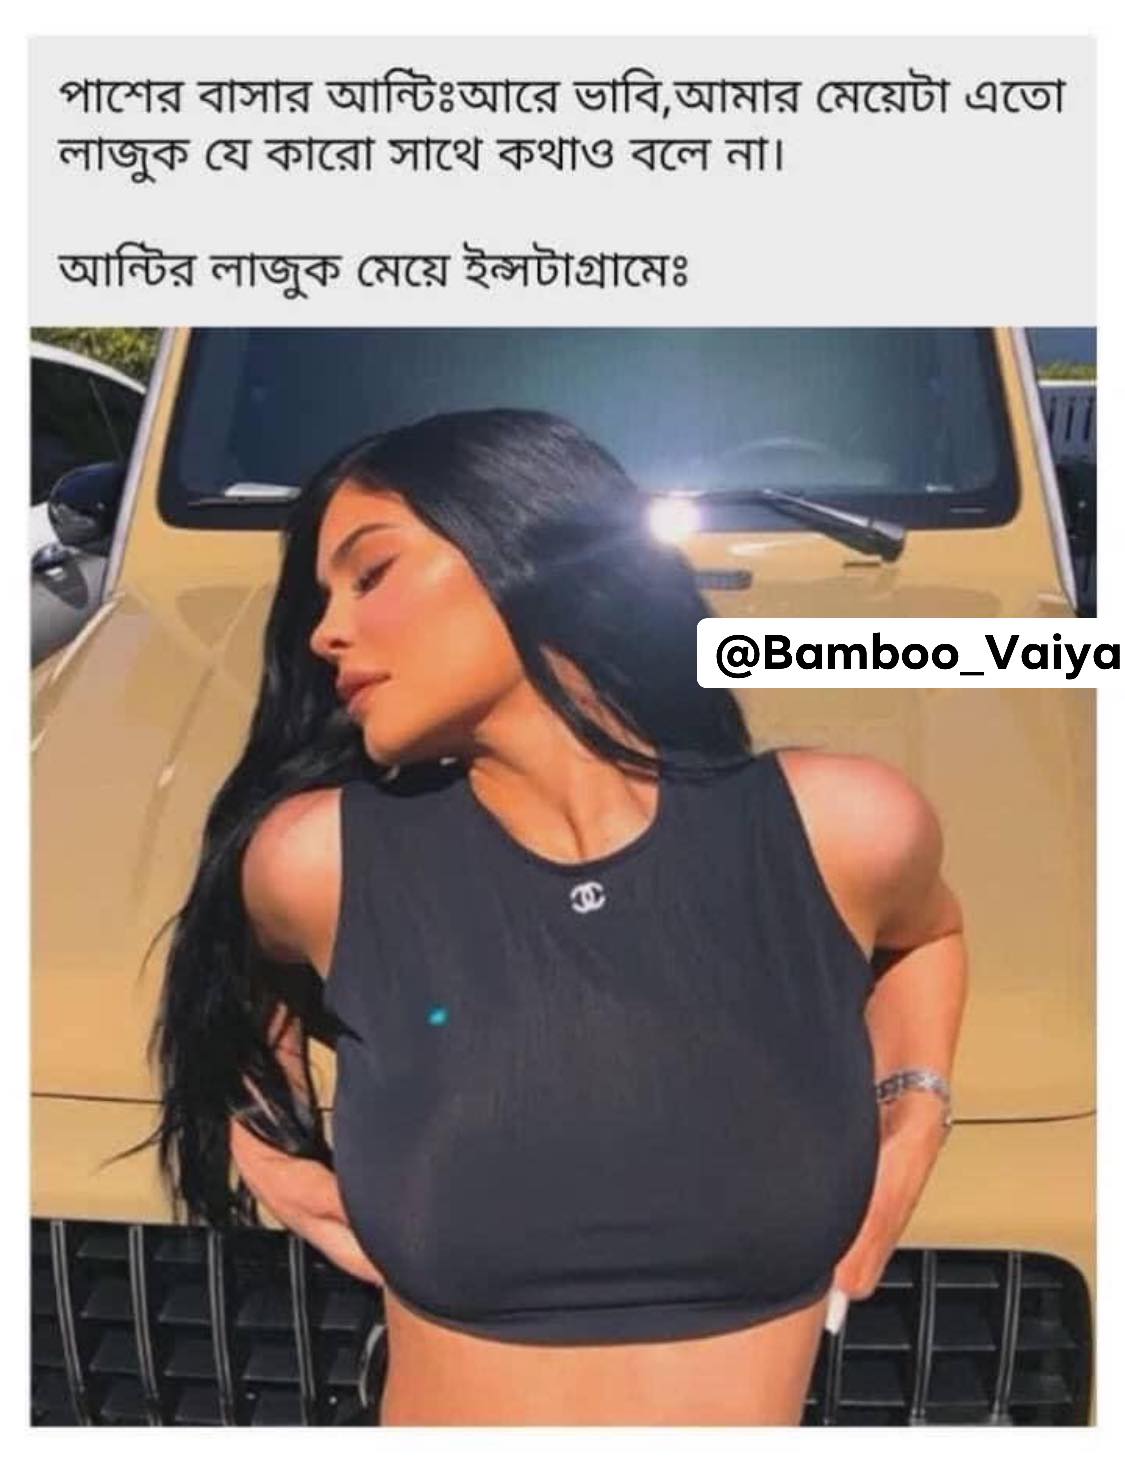 পাশের বাসার আন্টিঃআরে ভাবি,আমার মেয়েটা এতো
লাজুক যে কারো সাথে কথাও বলে না।
আন্টির লাজুক মেয়ে ইন্সটাগ্রামেঃ
@Bamboo_Vaiya